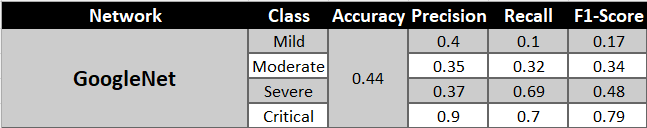 Network Class Accuracy Precision Recall F1-Score
GoogleNet 0.44
Mild 0.4 0.1 0.17
Moderate 0.35 0.32 0.34
Severe 0.37 0.69 0.48
Critical 0.9 0.7 0.79